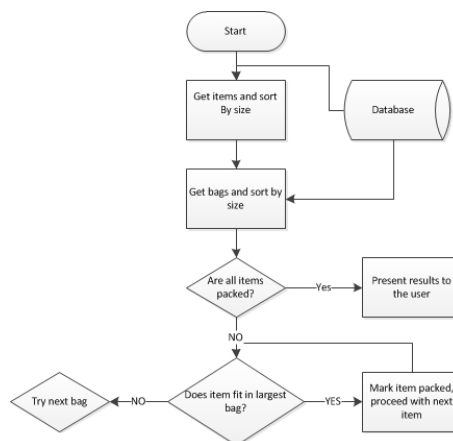 Start
Get items and sort
By size
Database
Get bags and sort by
size
Are all items
packed?
Yes
Present results to
the user
NO
Does item fit in largest
bag?
NO
Try next bag
YES
Mark item packed,
proceed with next
item